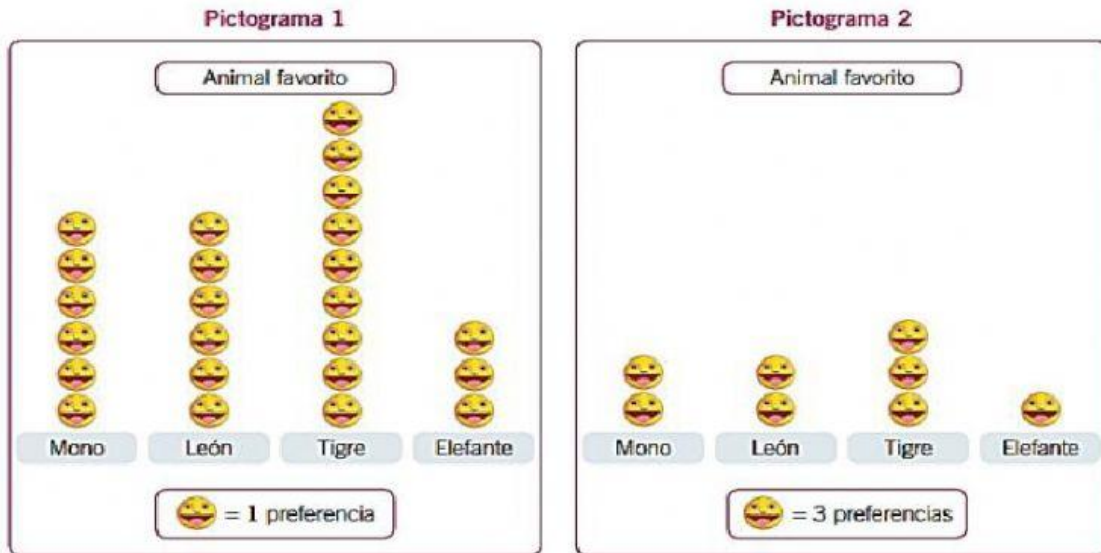 Pictograma 1
Animal favorito
Mono León Tigre Elefante
= 1 preferencia
Pictograma 2
Animal favorito
Mono León Tigre Elefante
= 3 preferencias